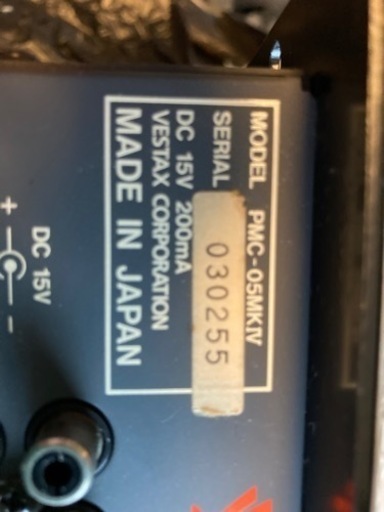 MODEL PMC-05MKIV
SERIAL 030255
DC 15V 200mA
VESTAX CORPORATION
MADE IN JAPAN
DC 15V
+ -